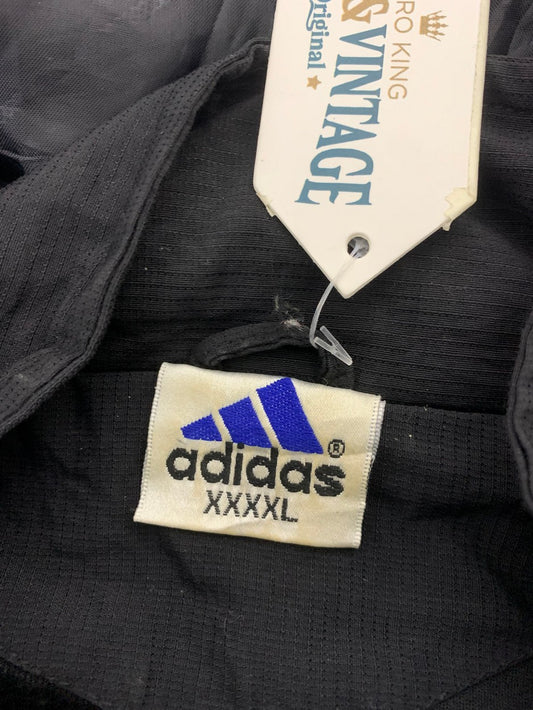 RO KING
& VINTAGE
Original
adidas®
XXXXL